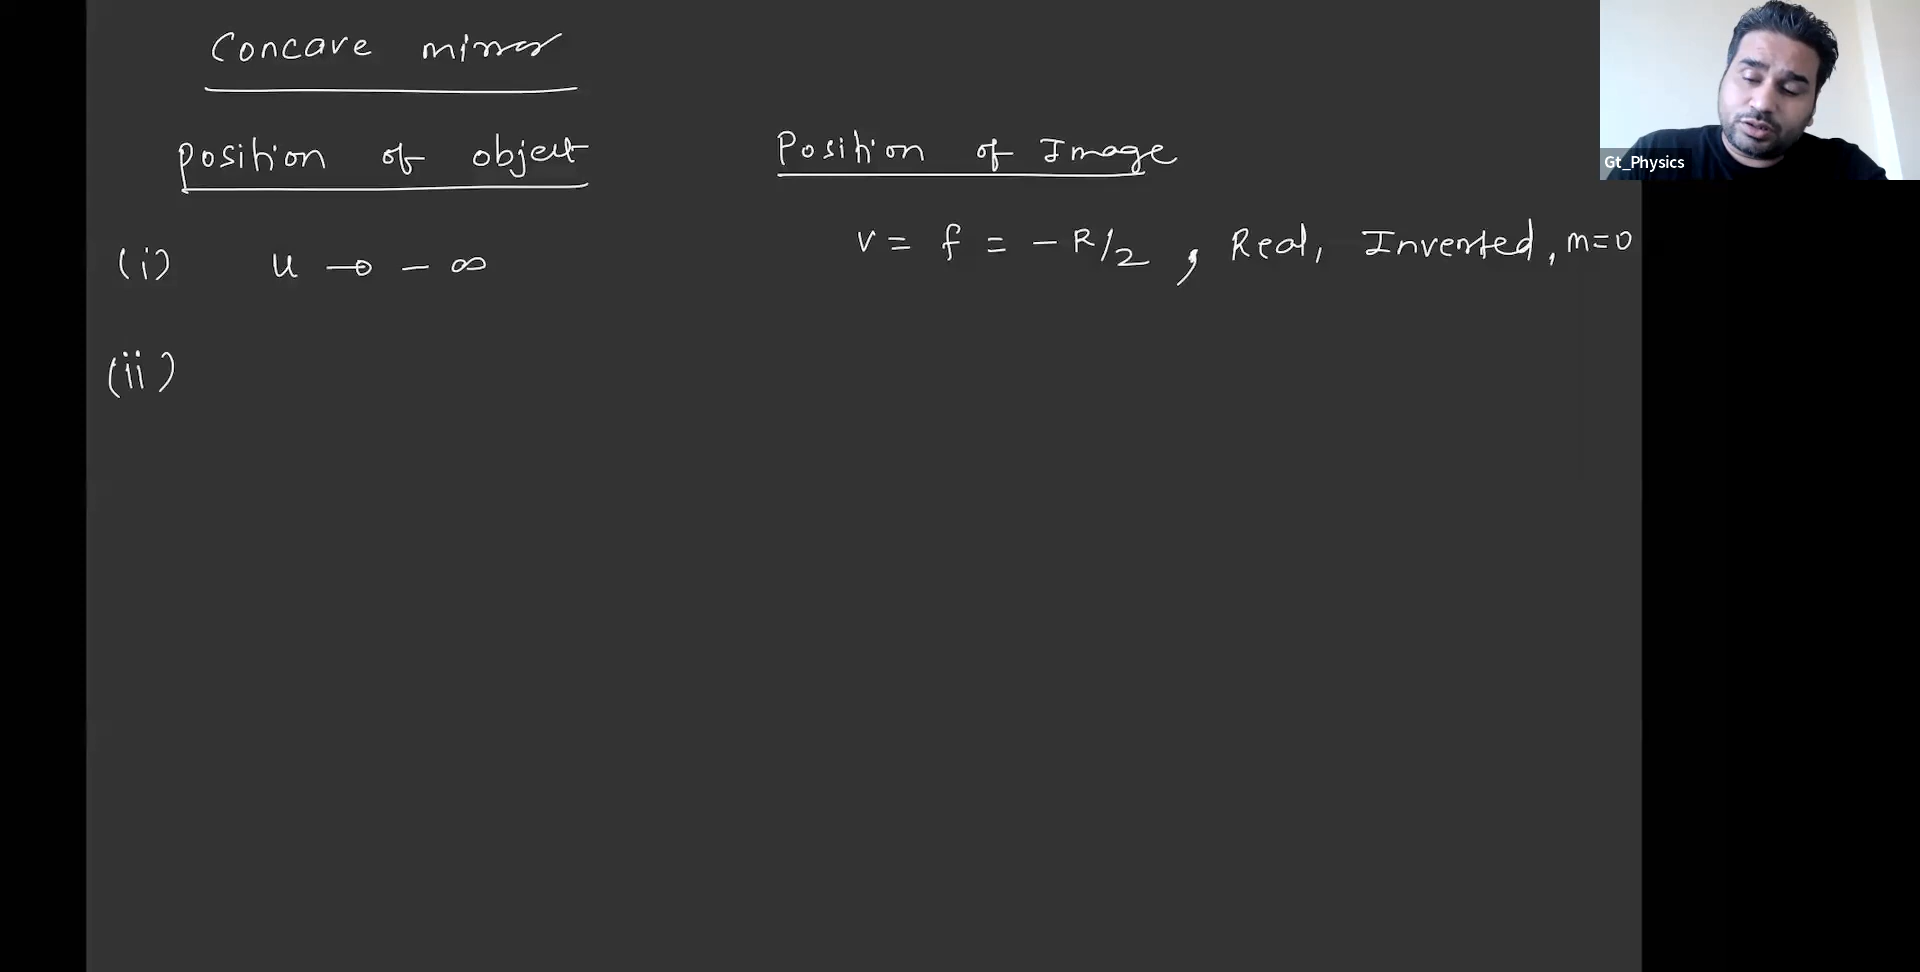 Concave mirror
position of object
Position of Image
Gt_Physics
(i) u → - ∞
v = f = - R/2 , Real, Inverted, m=0
(ii)